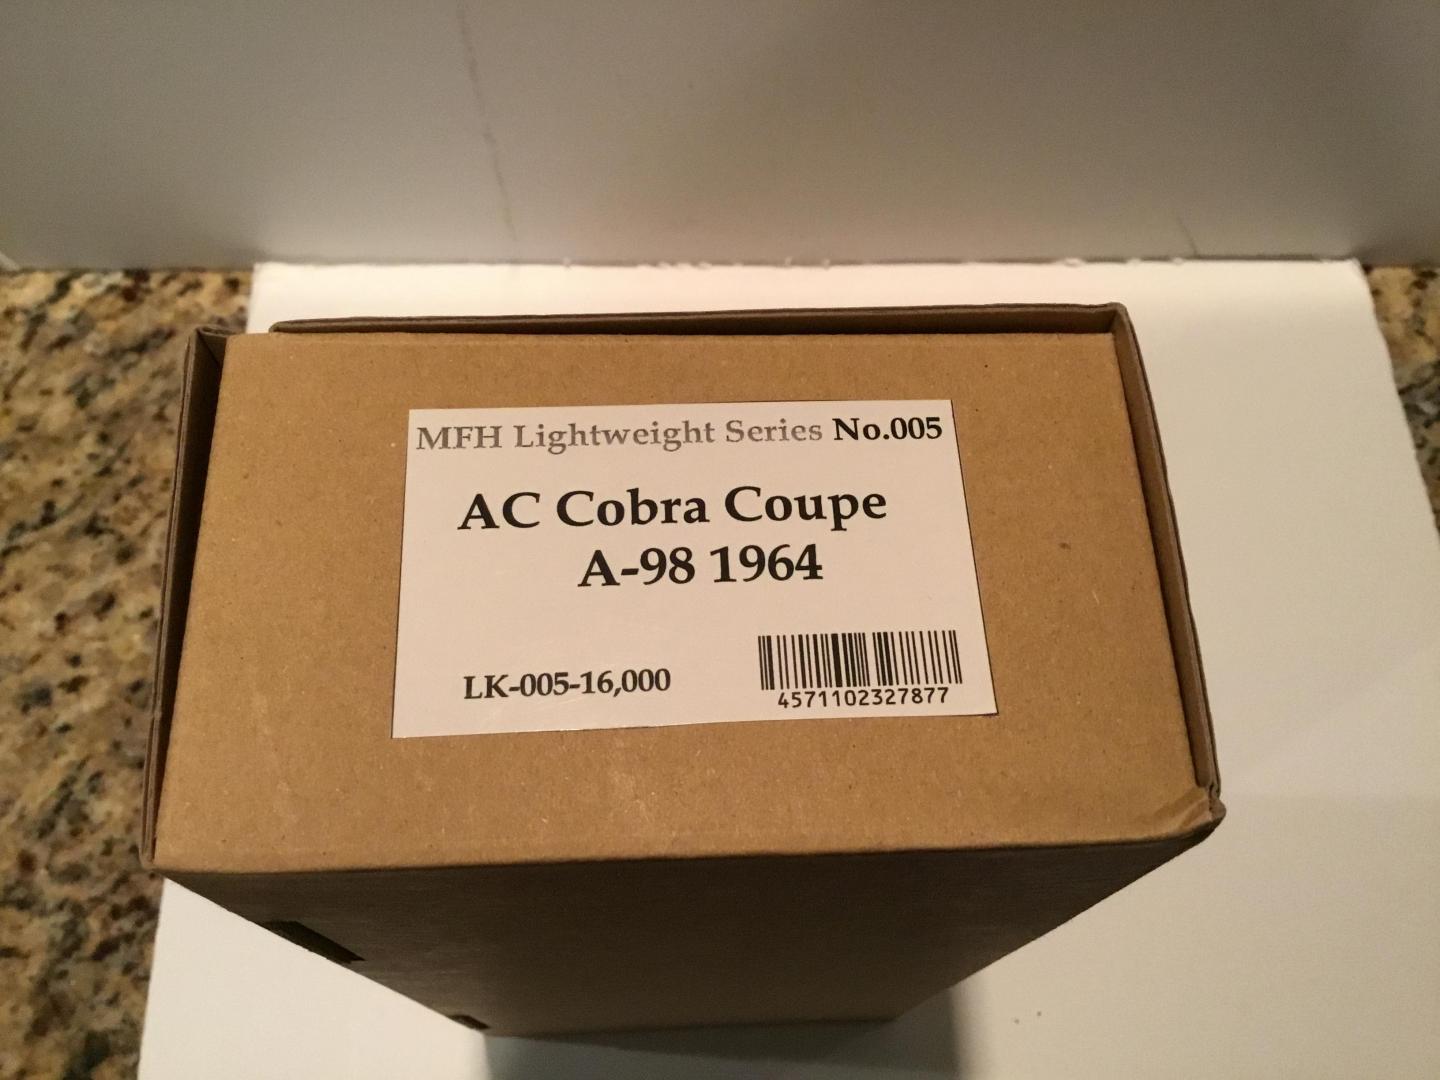 MFH Lightweight Series No.005
AC Cobra Coupe
A-98 1964
LK-005-16,000
4571102327877